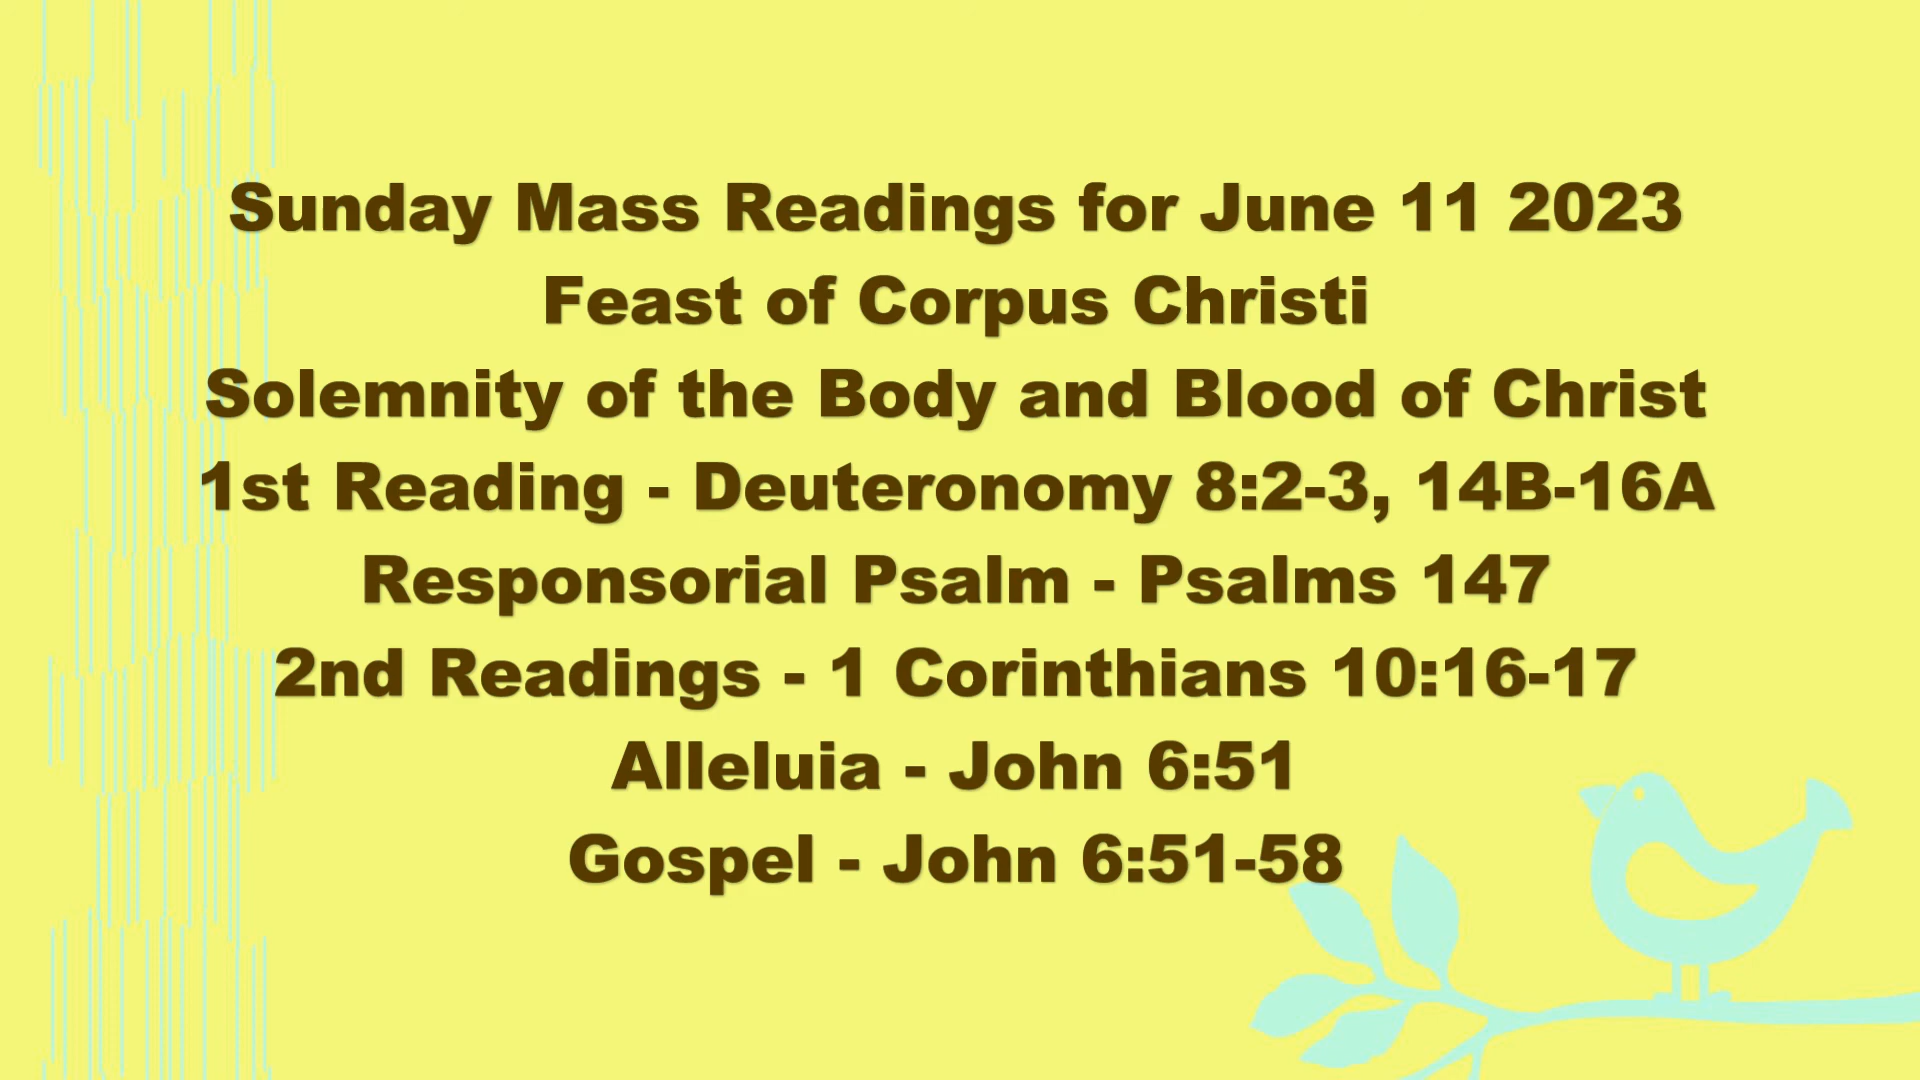 Sunday Mass Readings for June 11 2023
Feast of Corpus Christi
Solemnity of the Body and Blood of Christ
1st Reading - Deuteronomy 8:2-3, 14B-16A
Responsorial Psalm - Psalms 147
2nd Readings - 1 Corinthians 10:16-17
Alleluia - John 6:51
Gospel - John 6:51-58